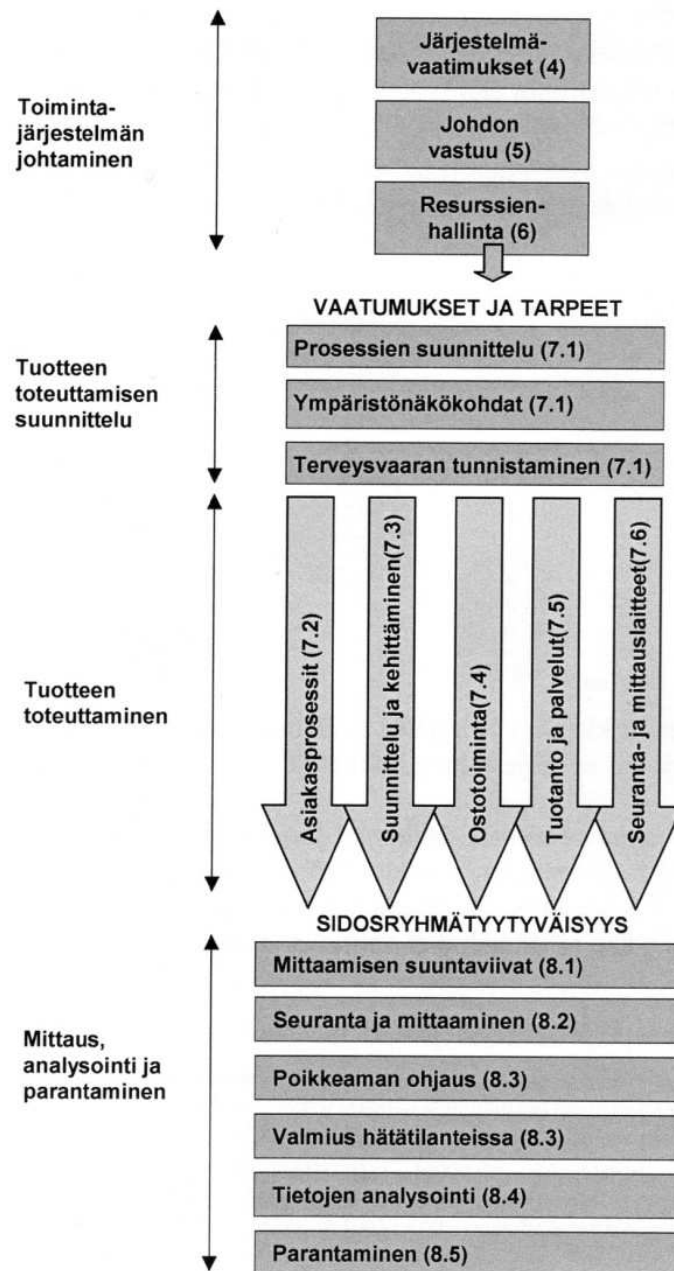 Toiminta-
järjestelmän
johtaminen
Järjestelmä-
vaatimukset (4)
Johdon
vastuu (5)
Resurssien-
hallinta (6)
VAATUMUKSET JA TARPEET
Tuotteen
toteuttamisen
suunnittelu
Prosessien suunnittelu (7.1)
Ympäristönäkökohdat (7.1)
Terveysvaaran tunnistaminen (7.1)
Tuotteen
toteuttaminen
Asiakasprosessit (7.2)
Suunnittelu ja kehittäminen(7.3)
Ostotoiminta(7.4)
Tuotanto ja palvelut(7.5)
Seuranta- ja mittauslaitteet(7.6)
SIDOSRYHMÄTYYTYVÄISYYS
Mittaus,
analysointi ja
parantaminen
Mittaamisen suuntaviivat (8.1)
Seuranta ja mittaaminen (8.2)
Poikkeaman ohjaus (8.3)
Valmius hätätilanteissa (8.3)
Tietojen analysointi (8.4)
Parantaminen (8.5)